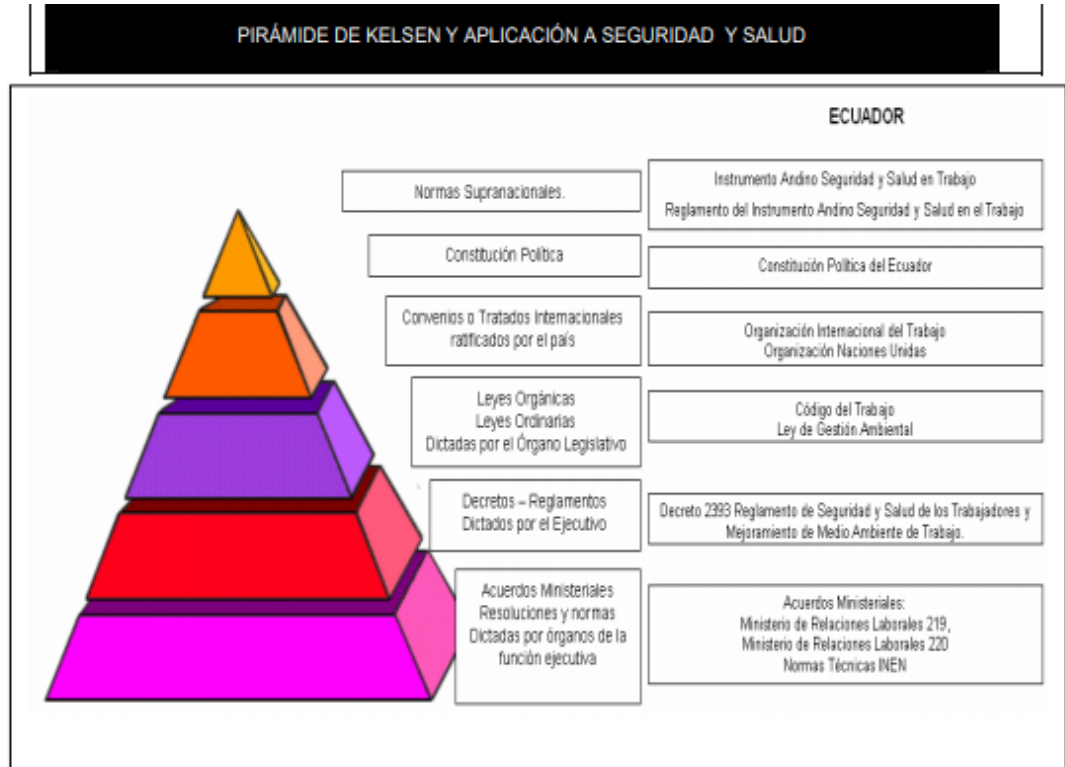 PIRÁMIDE DE KELSEN Y APLICACIÓN A SEGURIDAD Y SALUD
ECUADOR
Normas Supranacionales.
Instrumento Andino Seguridad y Salud en Trabajo
Reglamento del Instrumento Andino Seguridad y Salud en el Trabajo
Constitución Política
Constitución Política del Ecuador
Convenios o Tratados Internacionales
ratificados por el país
Organización Internacional del Trabajo
Organización Naciones Unidas
Leyes Orgánicas
Leyes Ordinarias
Dictadas por el Órgano Legislativo
Código del Trabajo
Ley de Gestión Ambiental
Decretos – Reglamentos
Dictados por el Ejecutivo
Decreto 2393 Reglamento de Seguridad y Salud de los Trabajadores y
Mejoramiento de Medio Ambiente de Trabajo.
Acuerdos Ministeriales
Resoluciones y normas
Dictadas por órganos de la
función ejecutiva
Acuerdos Ministeriales:
Ministerio de Relaciones Laborales 219,
Ministerio de Relaciones Laborales 220
Normas Técnicas INEN